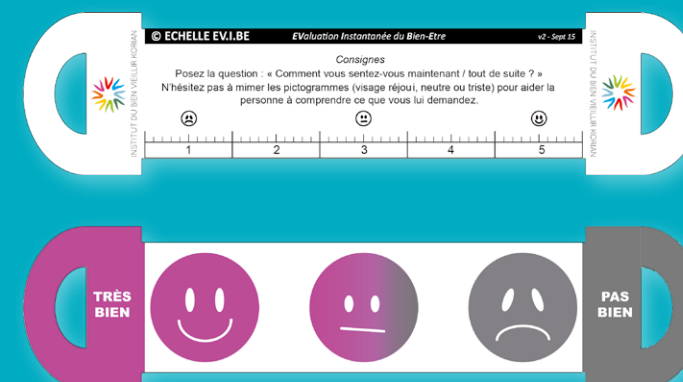 © ECHELLE EV.I.BE EValuation Instantanée du Bien-Etre v2 - Sept 15
Consignes
Posez la question : « Comment vous sentez-vous maintenant / tout de suite ? »
N'hésitez pas à mimer les pictogrammes (visage réjoui, neutre ou triste) pour aider la
personne à comprendre ce que vous lui demandez.
1 2 3 4 5
INSTITUT DU BIEN VIEILLIR KORIAN
INSTITUT DU BIEN VIEILLIR KORIAN
TRÈS
BIEN
PAS
BIEN